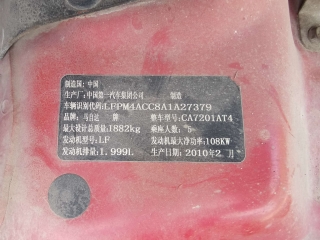 制造国：中国
生产厂：中国第一汽车集团公司 制造
车辆识别代码：LFPM4ACC8A1A27379
品牌：马自达 牌 整车型号：CA7201AT4
最大设计总质量：1882kg 乘座人数：5
发动机型号：LF 发动机最大净功率：108KW
发动机排量：1.999L 生产日期：2010年2 月